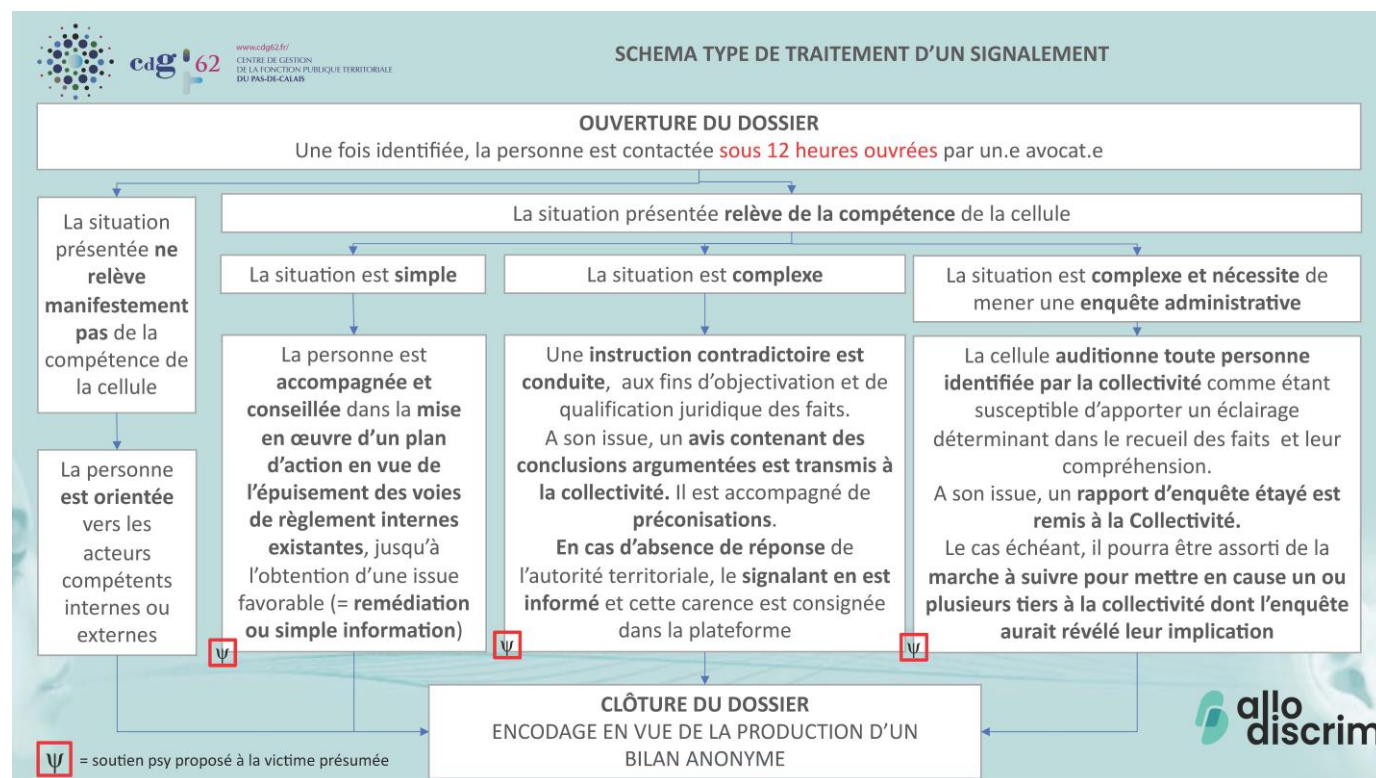 cdg 62
www.cdg62.fr/
CENTRE DE GESTION
DE LA FONCTION PUBLIQUE TERRITORIALE
DU PAS-DE-CALAIS
SCHEMA TYPE DE TRAITEMENT D’UN SIGNALEMENT
OUVERTURE DU DOSSIER
Une fois identifiée, la personne est contactée sous 12 heures ouvrées par un.e avocat.e
La situation
présentée ne
relève
manifestement
pas de la
compétence de
la cellule
La personne
est orientée
vers les
acteurs
compétents
internes ou
externes
La situation présentée relève de la compétence de la cellule
La situation est simple
La personne est
accompagnée et
conseillée dans la mise
en œuvre d’un plan
d’action en vue de
l’épuisement des voies
de règlement internes
existantes, jusqu’à
l’obtention d’une issue
favorable (= remédiation
ou simple information)
ψ
La situation est complexe
Une instruction contradictoire est
conduite, aux fins d’objectivation et de
qualification juridique des faits.
A son issue, un avis contenant des
conclusions argumentées est transmis à
la collectivité. Il est accompagné de
préconisations.
En cas d’absence de réponse de
l’autorité territoriale, le signalant en est
informé et cette carence est consignée
dans la plateforme
ψ
La situation est complexe et nécessite de
mener une enquête administrative
La cellule auditionne toute personne
identifiée par la collectivité comme étant
susceptible d’apporter un éclairage
déterminant dans le recueil des faits et leur
compréhension.
A son issue, un rapport d’enquête étayé est
remis à la Collectivité.
Le cas échéant, il pourra être assorti de la
marche à suivre pour mettre en cause un ou
plusieurs tiers à la collectivité dont l’enquête
aurait révélé leur implication
ψ
CLÔTURE DU DOSSIER
ENCODAGE EN VUE DE LA PRODUCTION D’UN
BILAN ANONYME
ψ = soutien psy proposé à la victime présumée
allo
discrim